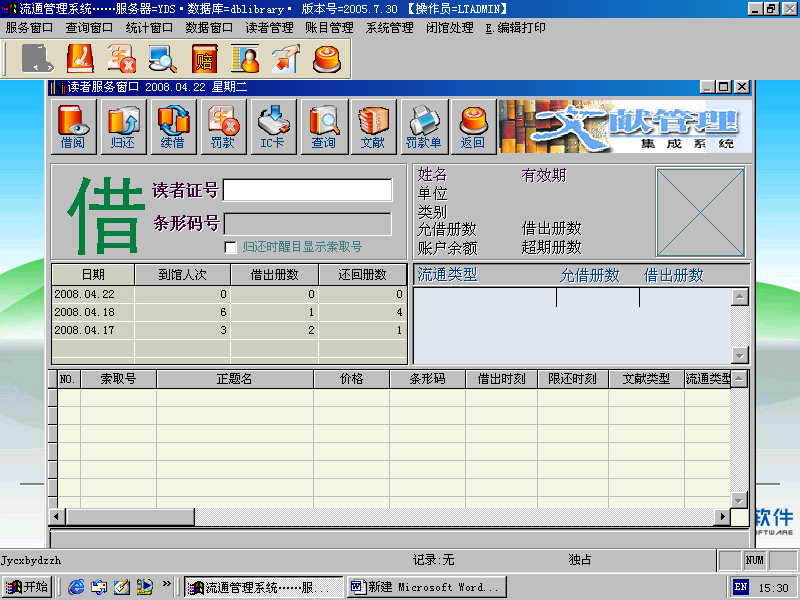 流通管理系统……服务器=YDS·数据库=dblibrary· 版本号=2005.7.30 【操作员=LTADMIN】
服务窗口 查询窗口 统计窗口 数据窗口 读者管理 账目管理 系统管理 闭馆处理 E.编辑打印
赔
读者服务窗口 2008.04.22 星期二
借阅 归还 续借 罚款 IC卡 查询 文献 罚款单 返回
文献管理
集成系统
借
读者证号
条形码号
归还时醒目显示索取号
姓名 有效期
单位
类别
允借册数 借出册数
账户余额 超期册数
日期 到馆人次 借出册数 还回册数
2008.04.22 0 0 0
2008.04.18 6 1 4
2008.04.17 3 2 1
流通类型 允借册数 借出册数
NO. 索取号 正题名 价格 条形码 借出时刻 限还时刻 文献类型 流通类型
软件
OFTWARE
Jycxbydzzh 记录:无 独占 NUM
开始 » 流通管理系统……服... 新建 Microsoft Word... EN 15:30